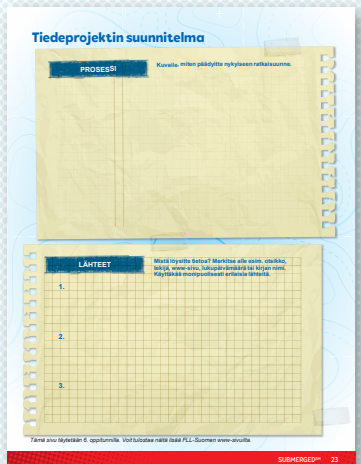 Tiedeprojektin suunnitelma
PROSESSI
Kuvaile, miten päädyitte nykyiseen ratkaisuunne.
LÄHTEET
Mistä löysitte tietoa? Merkitse alle esim. otsikko,
tekijä, www-sivu, lukupäivämäärä tai kirjan nimi.
Käyttäkää monipuolisesti erilaisia lähteitä.
1.
2.
3.
Tämä sivu täytetään 6. oppitunnilla. Voit tulostaa näitä lisää FLL-Suomen www-sivuilta.
SUBMERGED℠ 23